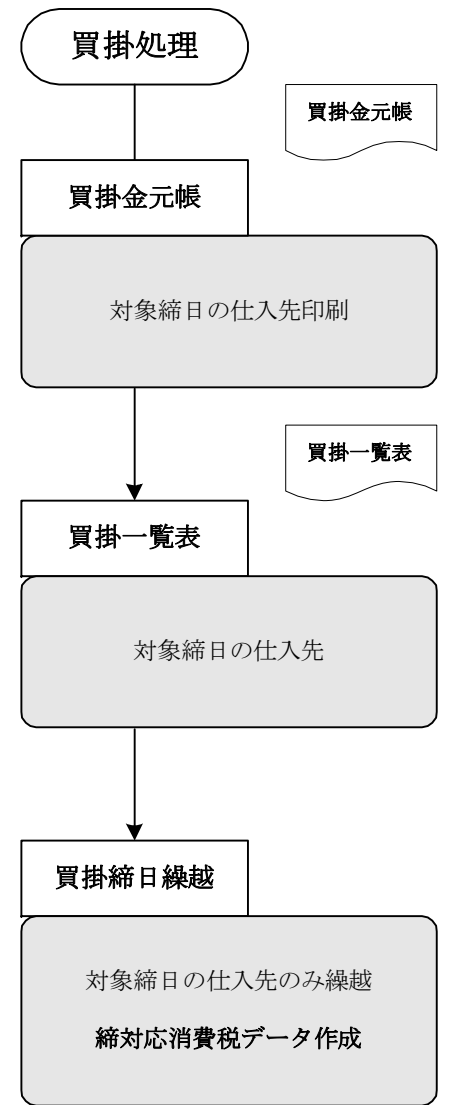 買掛処理
買掛金元帳
買掛金元帳
対象締日の仕入先印刷
買掛一覧表
買掛一覧表
対象締日の仕入先
買掛締日繰越
対象締日の仕入先のみ繰越
締対応消費税データ作成